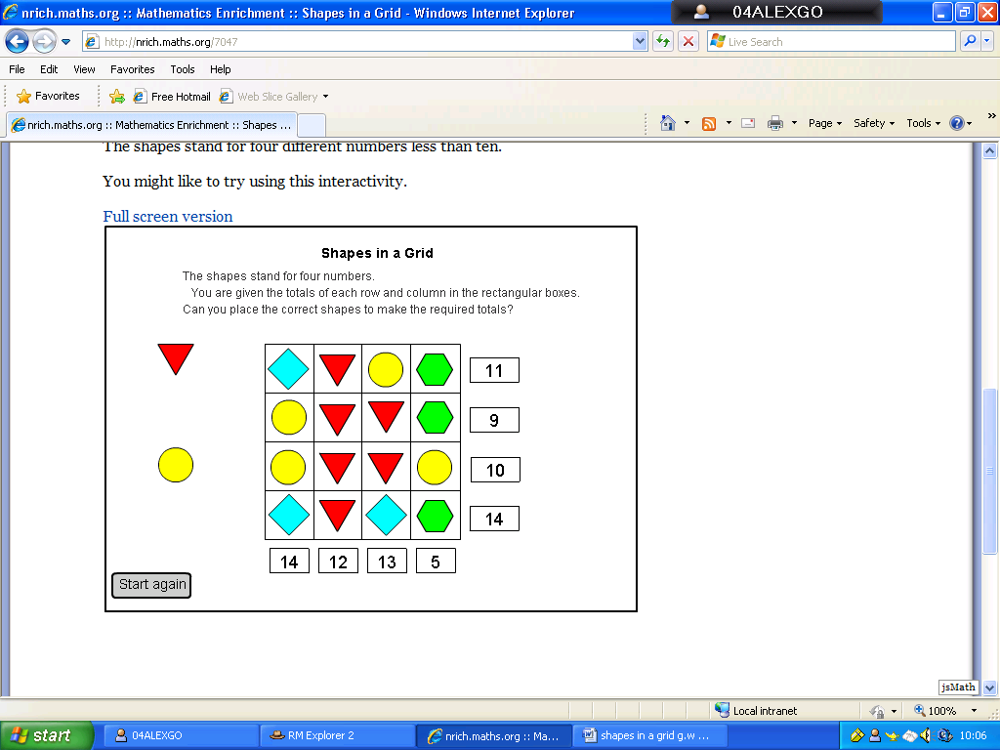 nrich.maths.org :: Mathematics Enrichment :: Shapes in a Grid - Windows Internet Explorer
04ALEXGO
http://nrich.maths.org/7047
Live Search
File Edit View Favorites Tools Help
Favorites Free Hotmail Web Slice Gallery
nrich.maths.org :: Mathematics Enrichment :: Shapes ...
Page Safety Tools
The shapes stand for four different numbers less than ten.
You might like to try using this interactivity.
Full screen version
Shapes in a Grid
The shapes stand for four numbers.
You are given the totals of each row and column in the rectangular boxes.
Can you place the correct shapes to make the required totals?
11
9
10
14
14 12 13 5
Start again
jsMath
Local intranet 100%
start 04ALEXGO RM Explorer 2 nrich.maths.org :: Ma... shapes in a grid g.w ... 10:06